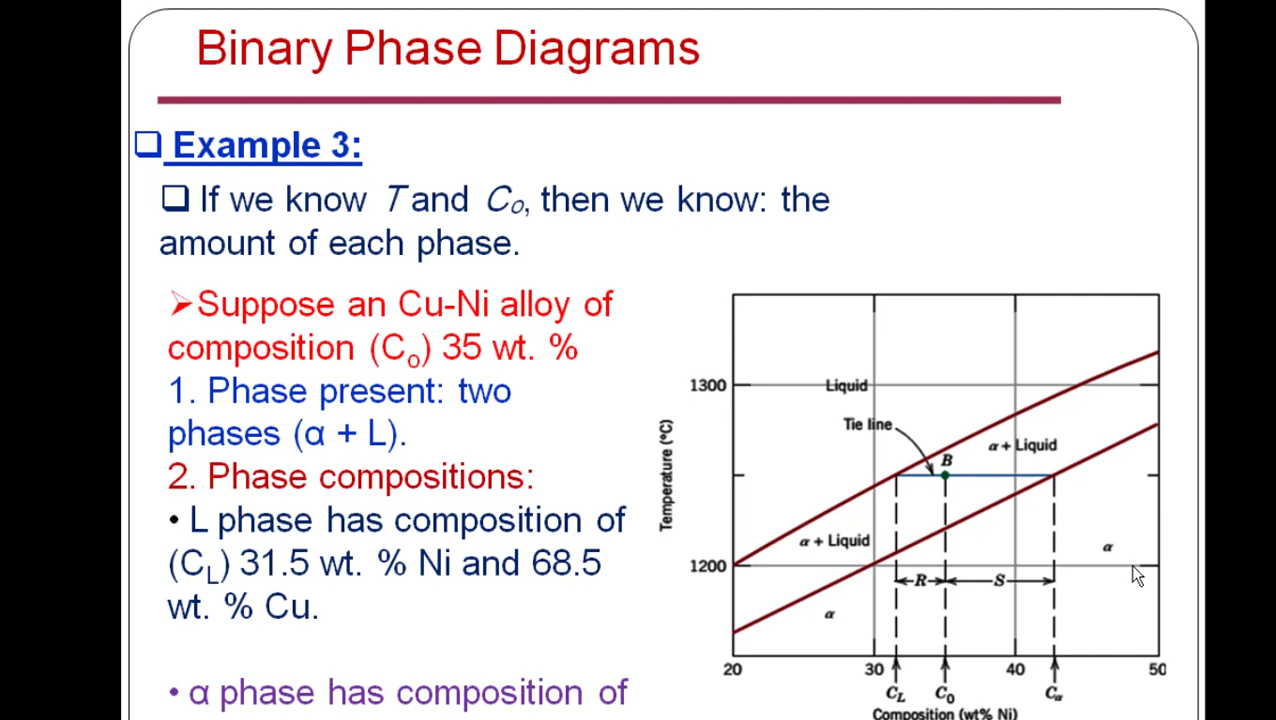 Binary Phase Diagrams
Example 3:
If we know T and Co, then we know: the
amount of each phase.
Suppose an Cu-Ni alloy of
composition (Co) 35 wt. %
1. Phase present: two
phases (α + L).
2. Phase compositions:
• L phase has composition of
(CL) 31.5 wt. % Ni and 68.5
wt. % Cu.
• α phase has composition of
1300
Liquid
Tie line
B
α + Liquid
Temperature (°C)
α + Liquid
α
1200
R
S
α
20
30
40
50
CL
C0
Cα
Composition (wt% Ni)